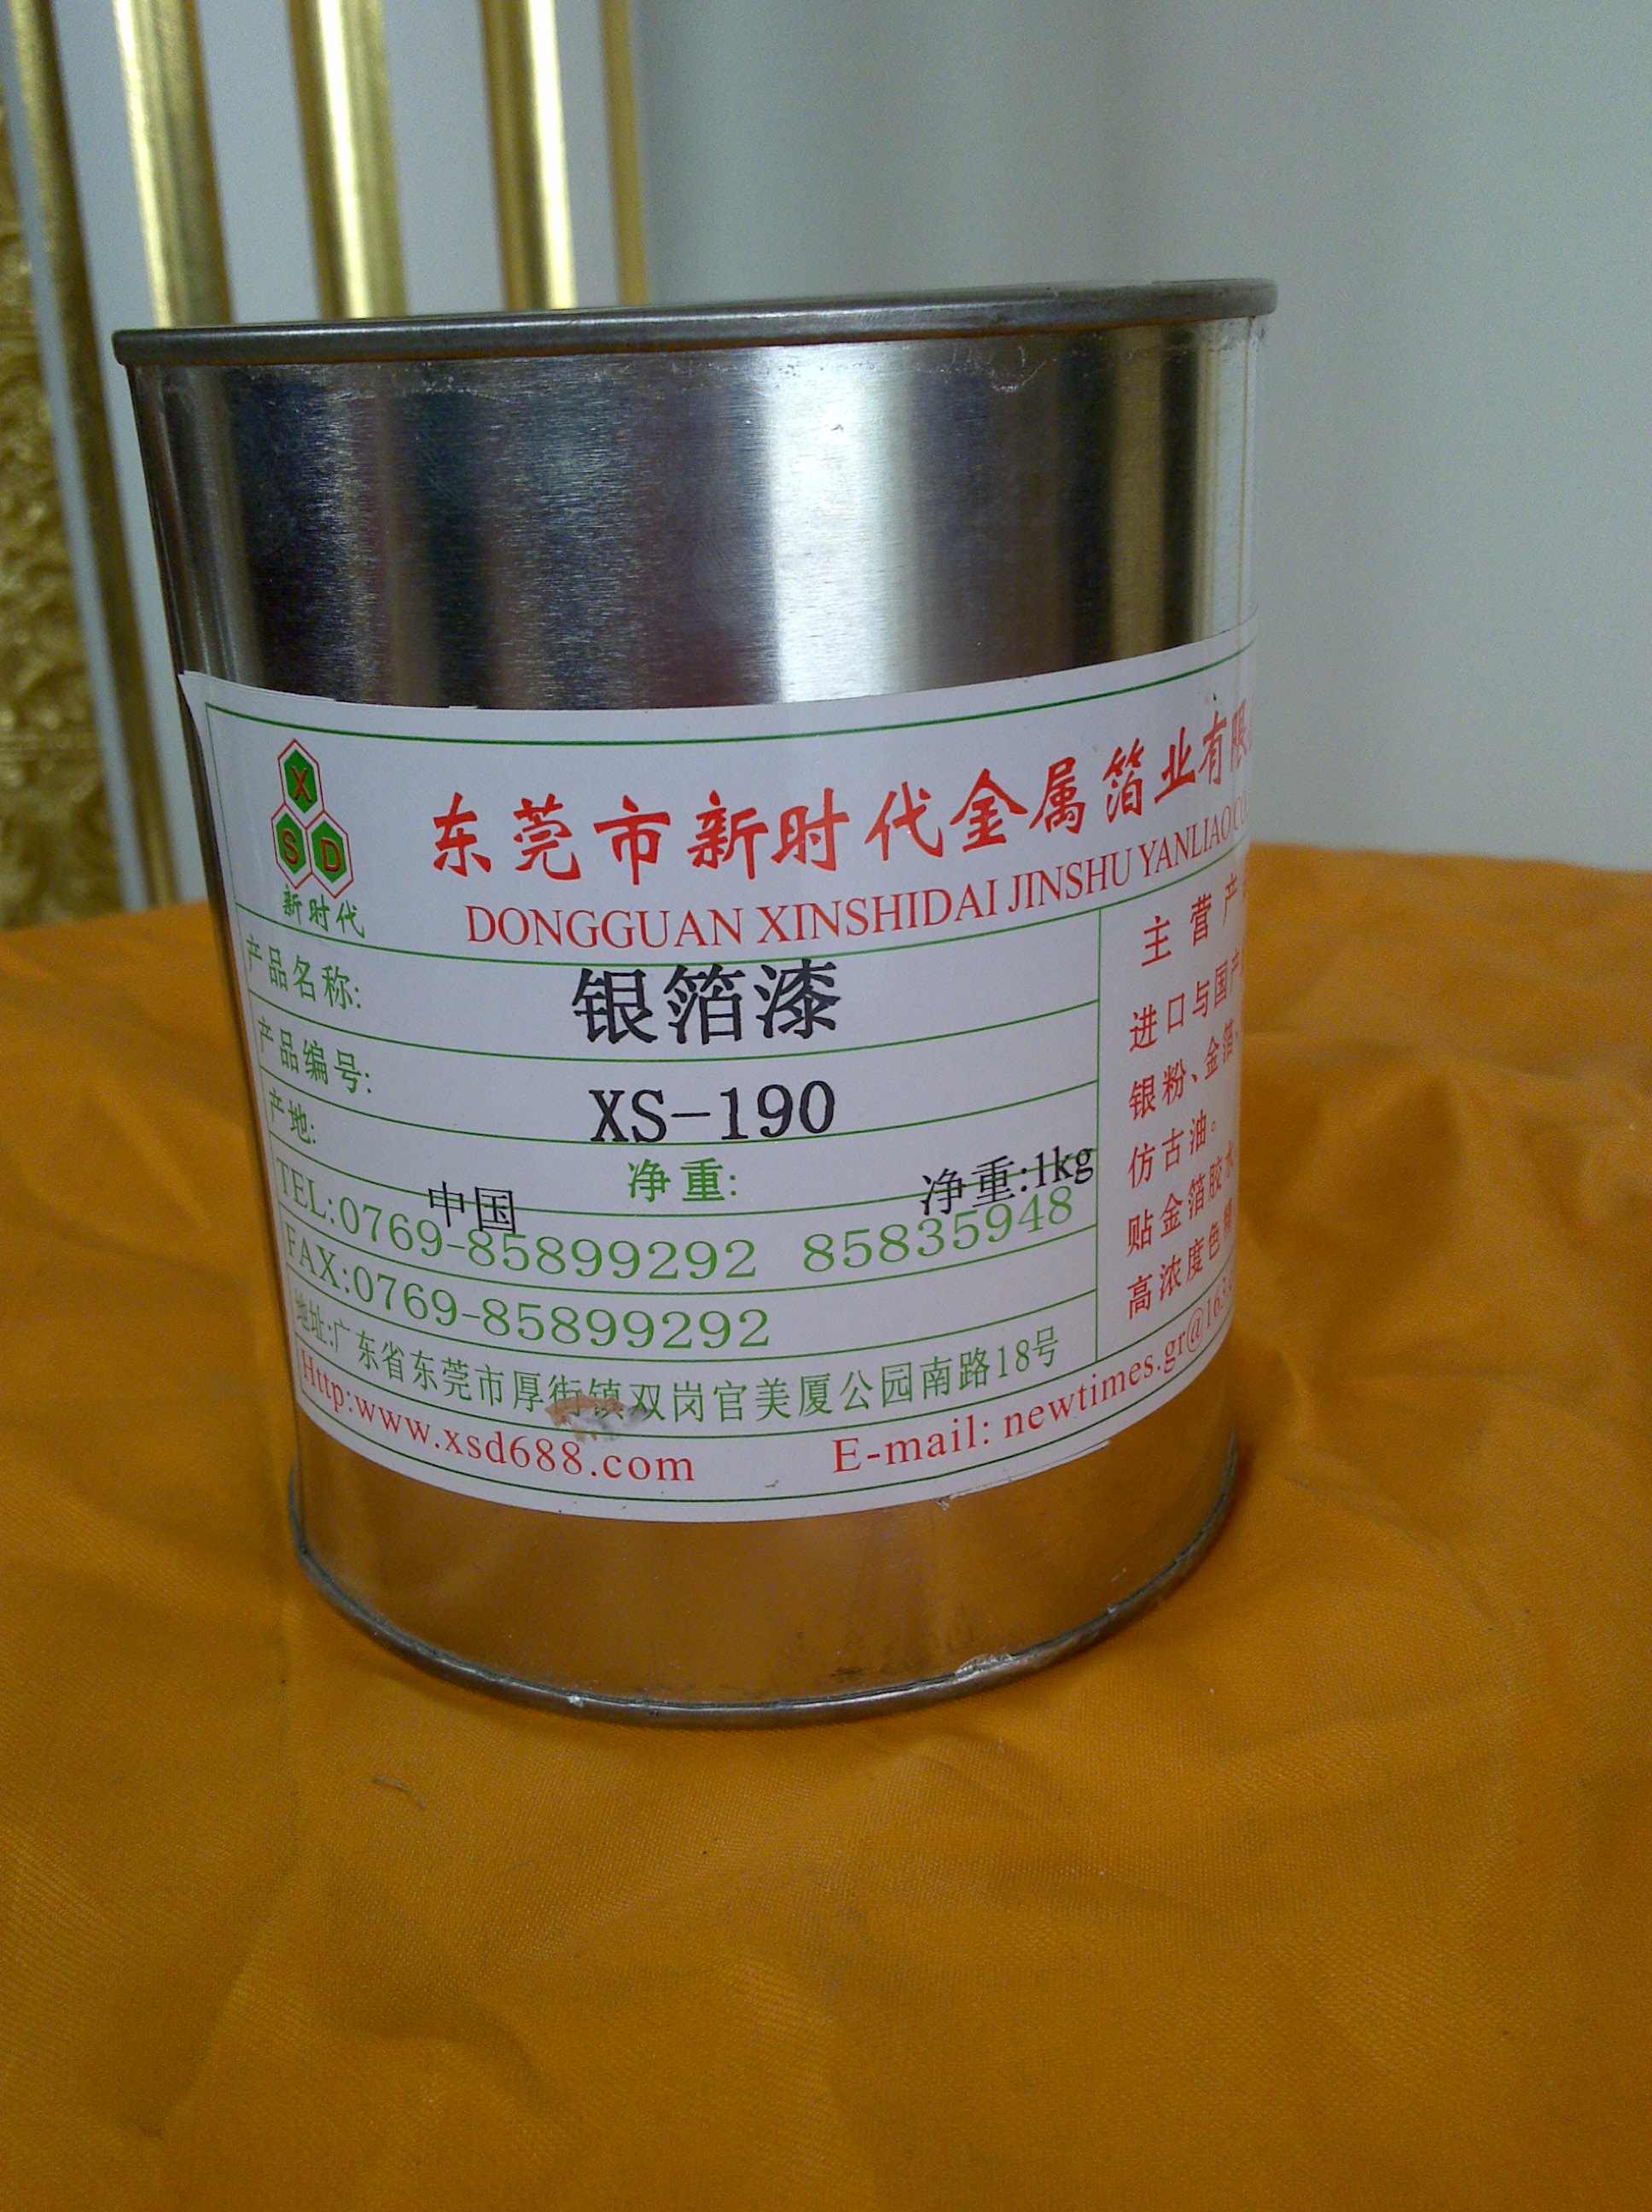 X
S D
新时代
东莞市新时代金属箔业有限
DONGGUAN XINSHIDAI JINSHU YANLIAO CO
产品名称: 银箔漆
产品编号: XS-190
产地: 中国 净重: 净重:1kg
TEL:0769-85899292 85835948
FAX:0769-85899292
地址:广东省东莞市厚街镇双岗官美厦公园南路18号
Http:www.xsd688.com E-mail: newtimes.gr@163
主营产
进口与国产
银粉、金箔、
仿古油。
贴金箔胶水
高浓度色精